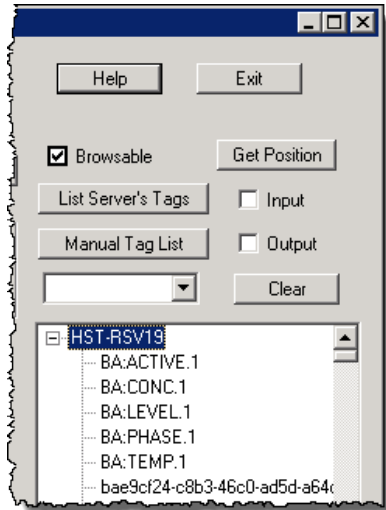 Help Exit
Browsable Get Position
List Server's Tags Input
Manual Tag List Output
Clear
HST-RSV19
BA:ACTIVE.1
BA:CONC.1
BA:LEVEL.1
BA:PHASE.1
BA:TEMP.1
bae9cf24-c8b3-46c0-ad5d-a64c